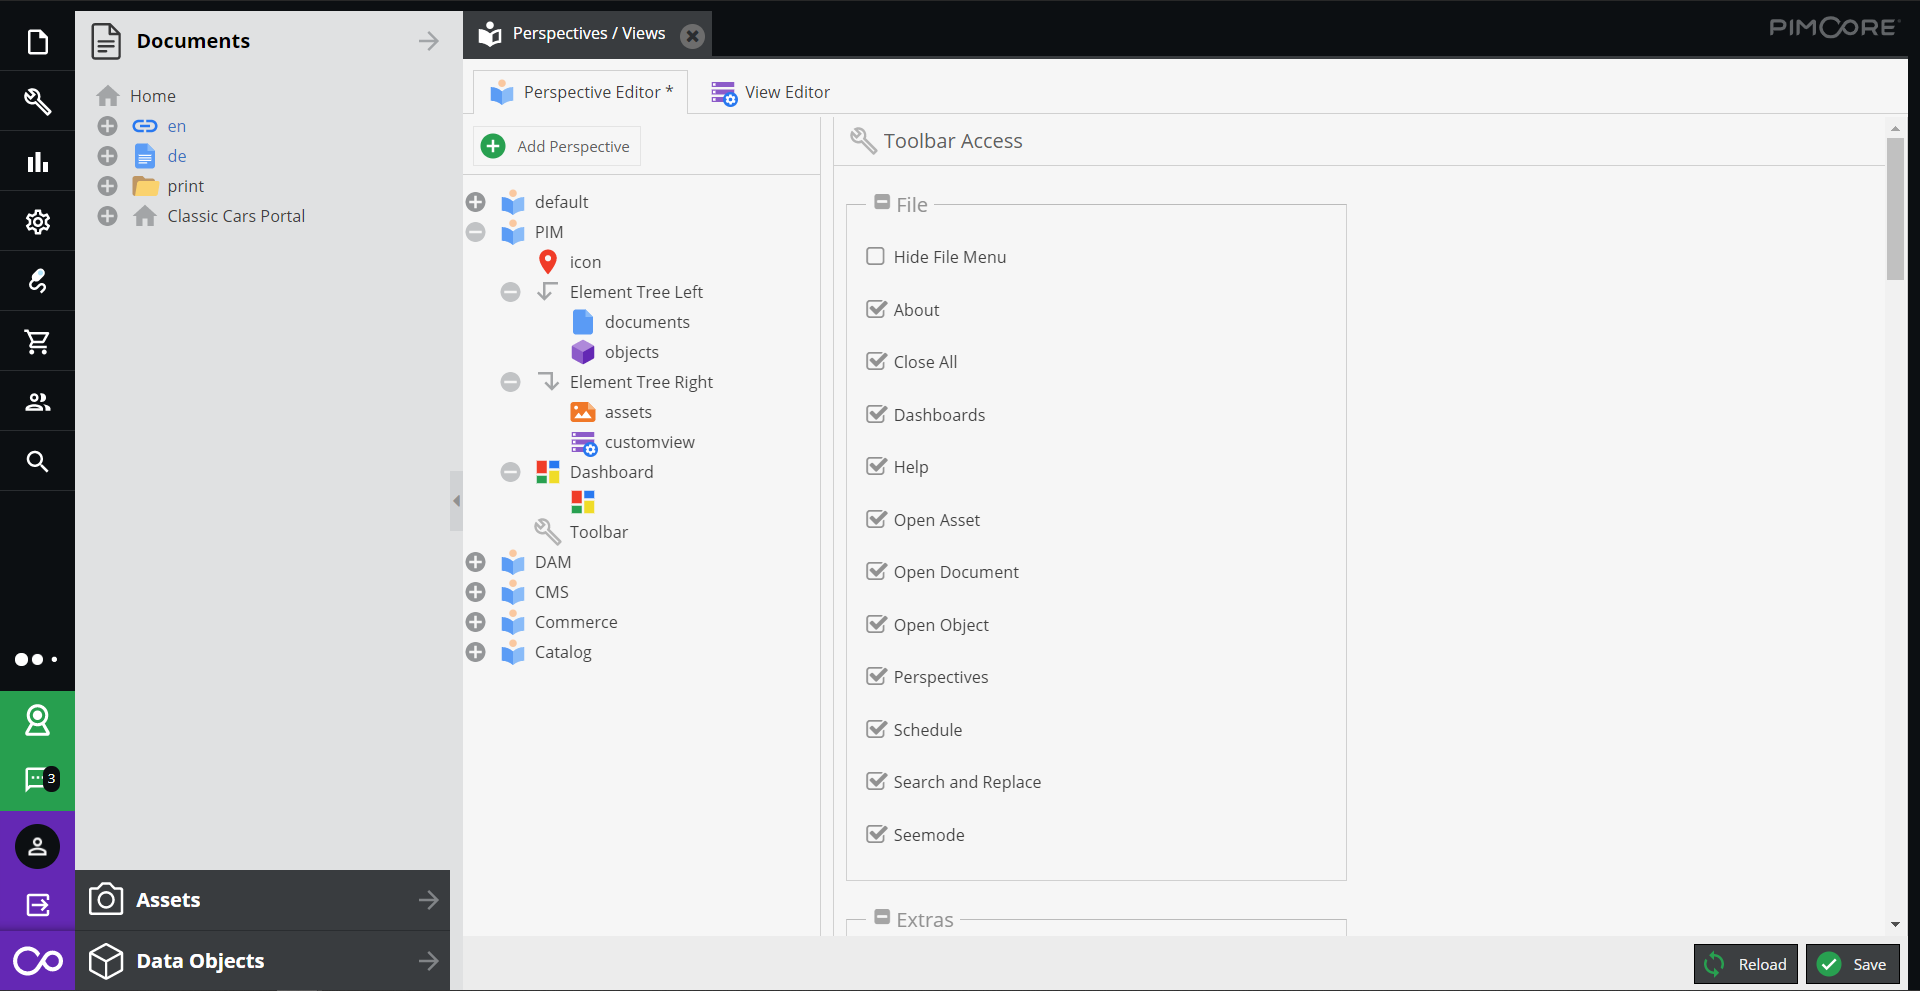 Documents
Home
en
de
print
Classic Cars Portal
3
Assets
Data Objects
Perspectives / Views
PIMCORE
Perspective Editor *
View Editor
Add Perspective
default
PIM
icon
Element Tree Left
documents
objects
Element Tree Right
assets
customview
Dashboard
Toolbar
DAM
CMS
Commerce
Catalog
Toolbar Access
File
Hide File Menu
About
Close All
Dashboards
Help
Open Asset
Open Document
Open Object
Perspectives
Schedule
Search and Replace
Seemode
Extras
Reload
Save